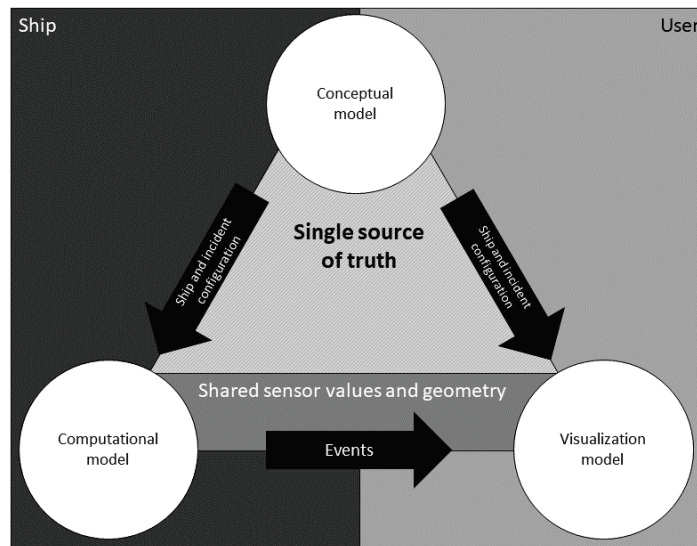 Ship
User
Conceptual
model
Single source
of truth
Ship and incident
configuration
Ship and incident
configuration
Shared sensor values and geometry
Computational
model
Events
Visualization
model